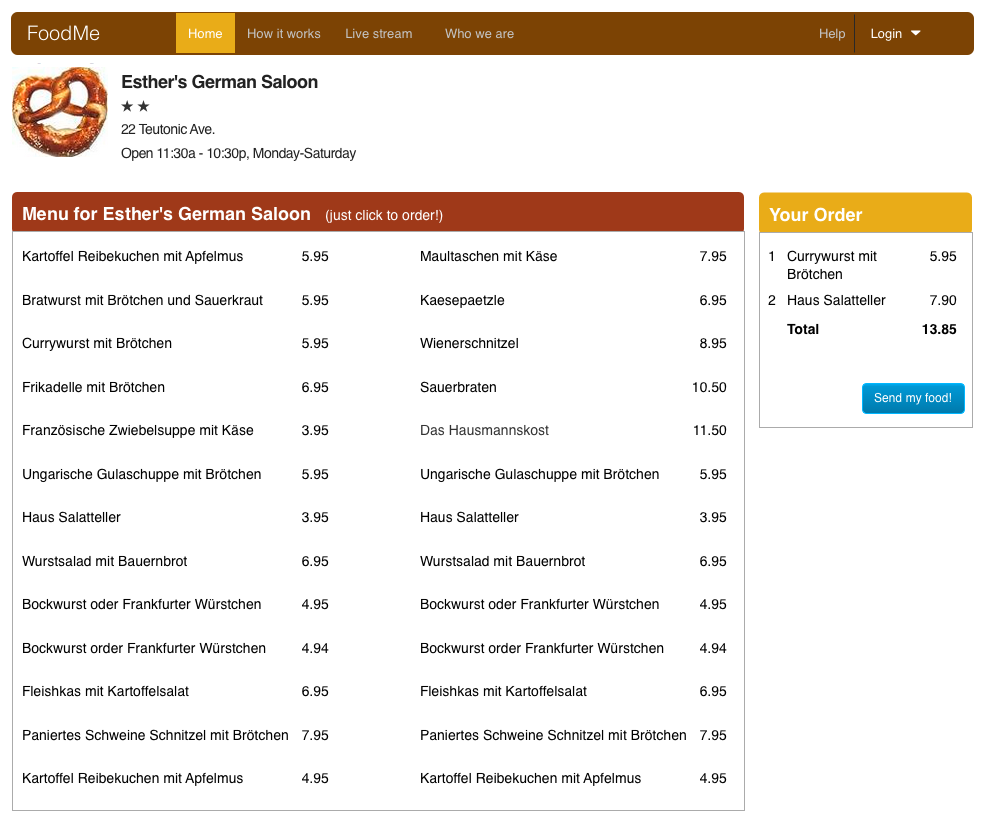 FoodMe Home How it works Live stream Who we are Help Login
Esther's German Saloon
★ ★
22 Teutonic Ave.
Open 11:30a - 10:30p, Monday-Saturday
Menu for Esther's German Saloon (just click to order!)
Kartoffel Reibekuchen mit Apfelmus 5.95 Maultaschen mit Käse 7.95
Bratwurst mit Brötchen und Sauerkraut 5.95 Kaesepaetzle 6.95
Currywurst mit Brötchen 5.95 Wienerschnitzel 8.95
Frikadelle mit Brötchen 6.95 Sauerbraten 10.50
Französische Zwiebelsuppe mit Käse 3.95 Das Hausmannskost 11.50
Ungarische Gulaschuppe mit Brötchen 5.95 Ungarische Gulaschuppe mit Brötchen 5.95
Haus Salatteller 3.95 Haus Salatteller 3.95
Wurstsalad mit Bauernbrot 6.95 Wurstsalad mit Bauernbrot 6.95
Bockwurst oder Frankfurter Würstchen 4.95 Bockwurst oder Frankfurter Würstchen 4.95
Bockwurst order Frankfurter Würstchen 4.94 Bockwurst order Frankfurter Würstchen 4.94
Fleishkas mit Kartoffelsalat 6.95 Fleishkas mit Kartoffelsalat 6.95
Paniertes Schweine Schnitzel mit Brötchen 7.95 Paniertes Schweine Schnitzel mit Brötchen 7.95
Kartoffel Reibekuchen mit Apfelmus 4.95 Kartoffel Reibekuchen mit Apfelmus 4.95
Your Order
1 Currywurst mit 5.95
Brötchen
2 Haus Salatteller 7.90
Total 13.85
Send my food!